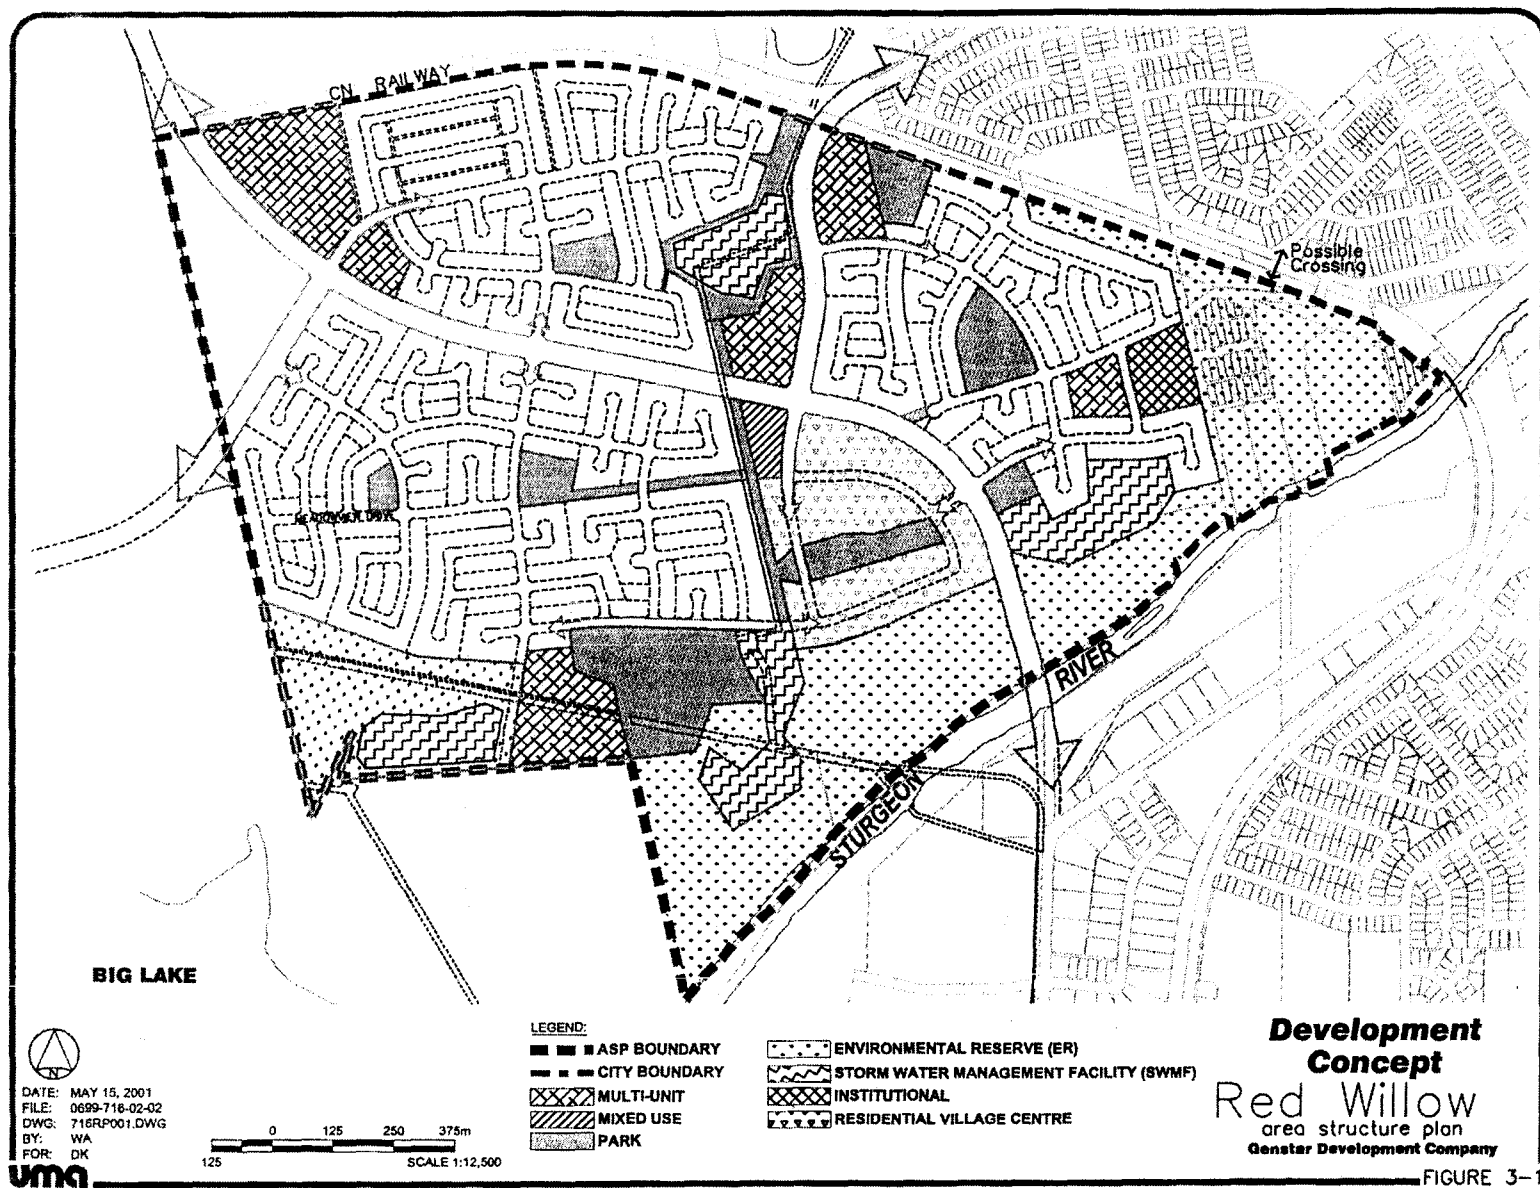 CN RAILWAY
Possible
Crossing
MEADOWVIEW DRIVE
RIVER
STURGEON
BIG LAKE
N
DATE: MAY 15, 2001
FILE: 0699-716-02-02
DWG: 716RP001.DWG
BY: WA
FOR: DK
uma
0 125 250 375m
125
SCALE 1:12,500
LEGEND:
ASP BOUNDARY
CITY BOUNDARY
MULTI-UNIT
MIXED USE
PARK
ENVIRONMENTAL RESERVE (ER)
STORM WATER MANAGEMENT FACILITY (SWMF)
INSTITUTIONAL
RESIDENTIAL VILLAGE CENTRE
Development
Concept
Red Willow
area structure plan
Genstar Development Company
FIGURE 3-1